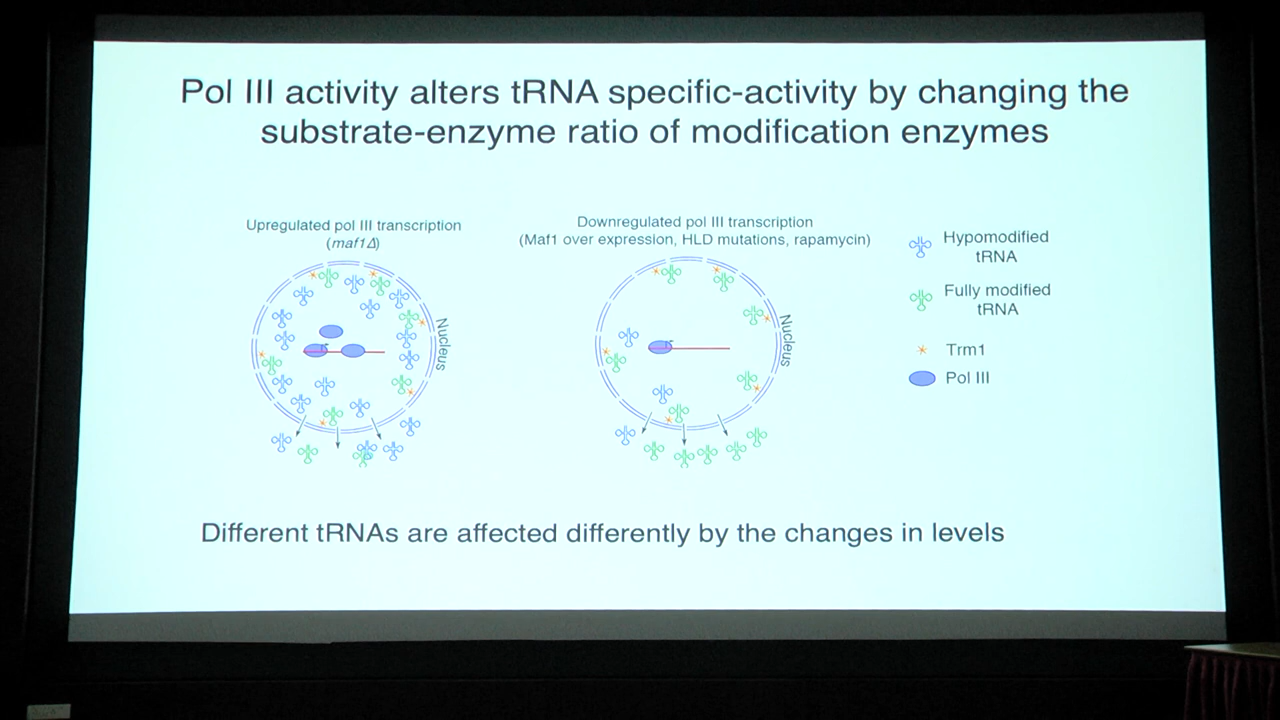 Pol III activity alters tRNA specific-activity by changing the
substrate-enzyme ratio of modification enzymes
Upregulated pol III transcription
(maf1Δ)
Downregulated pol III transcription
(Maf1 over expression, HLD mutations, rapamycin)
Nucleus
Nucleus
Hypomodified
tRNA
Fully modified
tRNA
Trm1
Pol III
Different tRNAs are affected differently by the changes in levels